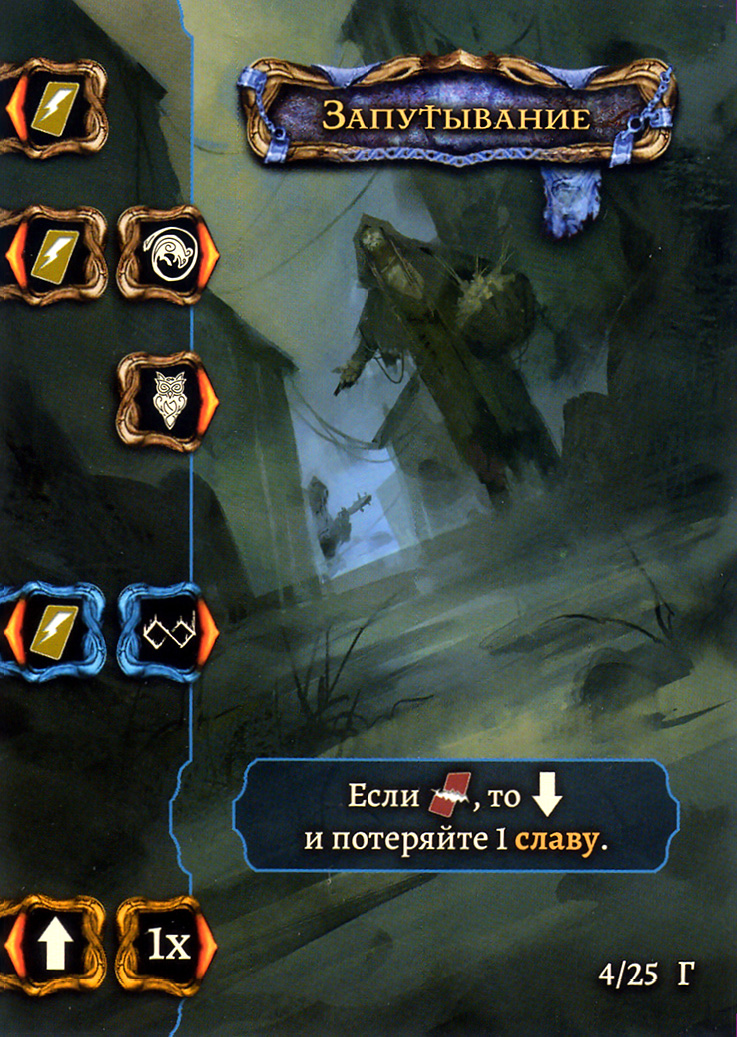 Запутывание
Если , то
и потеряйте 1 славу.
1x
4/25 Г